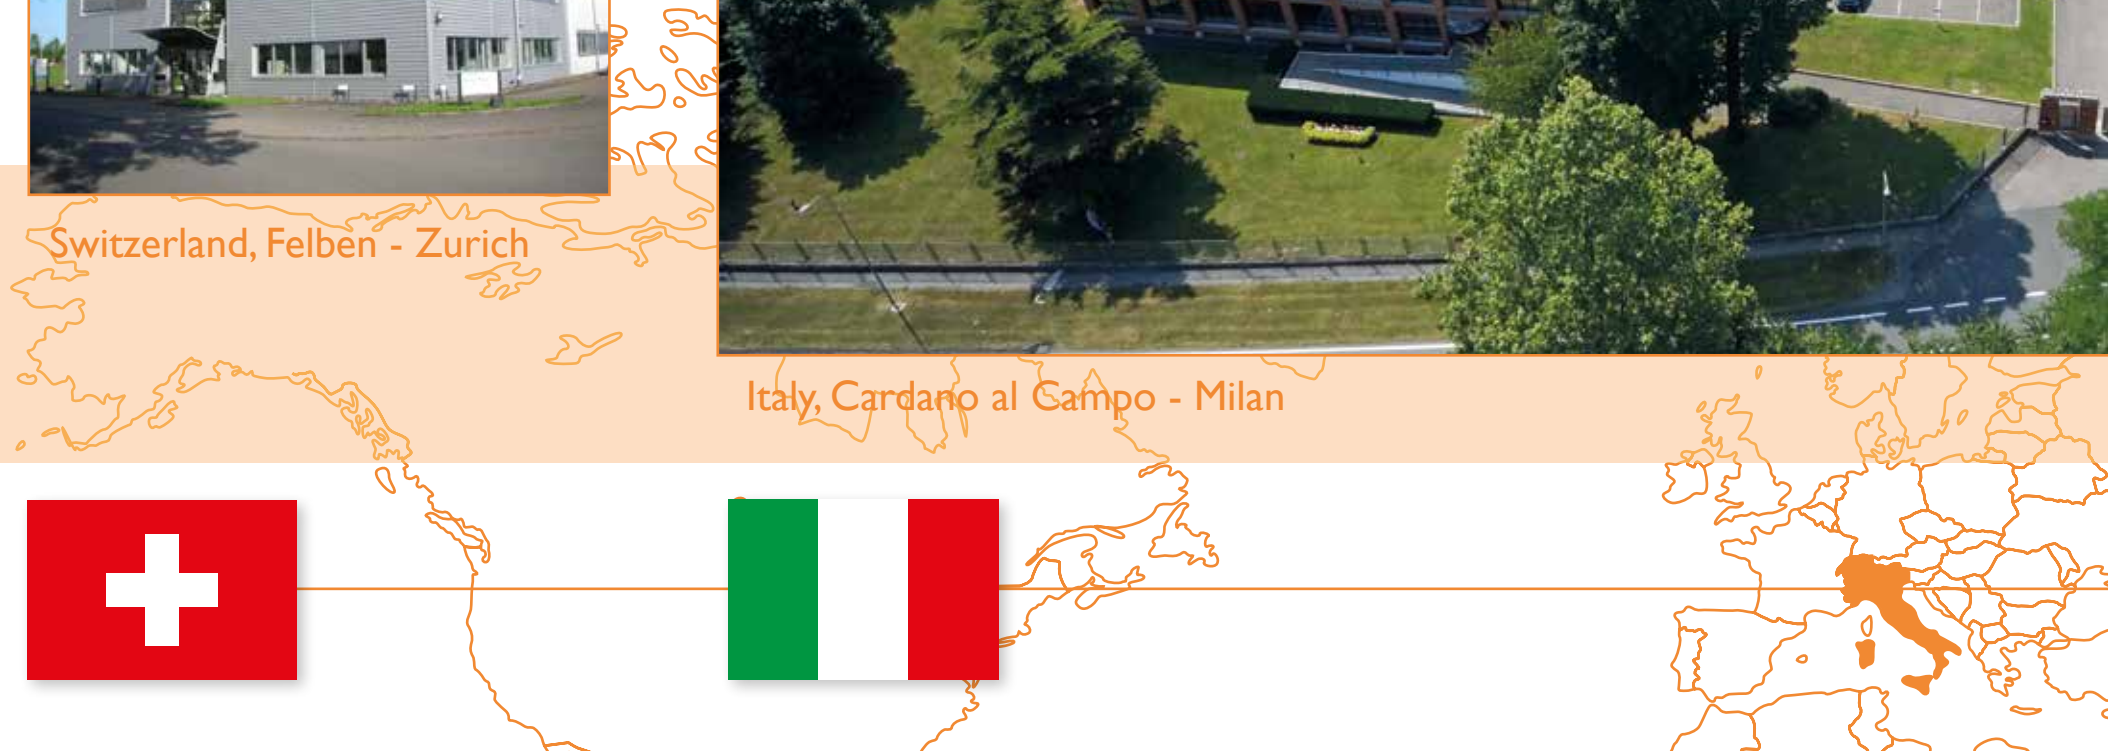 Switzerland, Felben - Zurich
Italy, Cardano al Campo - Milan